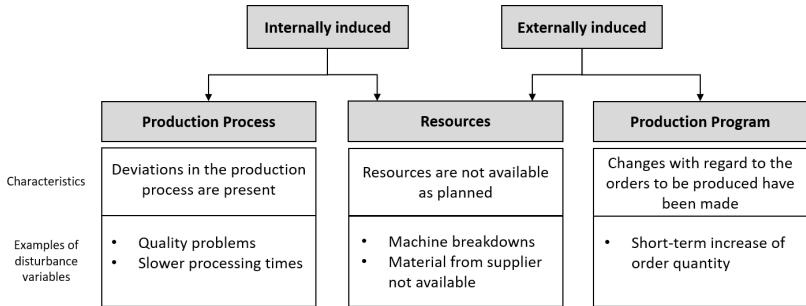 Internally induced
Externally induced
Production Process
Resources
Production Program
Characteristics
Deviations in the production
process are present
Resources are not available
as planned
Changes with regard to the
orders to be produced have
been made
Examples of
disturbance
variables
• Quality problems
• Slower processing times
• Machine breakdowns
• Material from supplier
not available
• Short-term increase of
order quantity